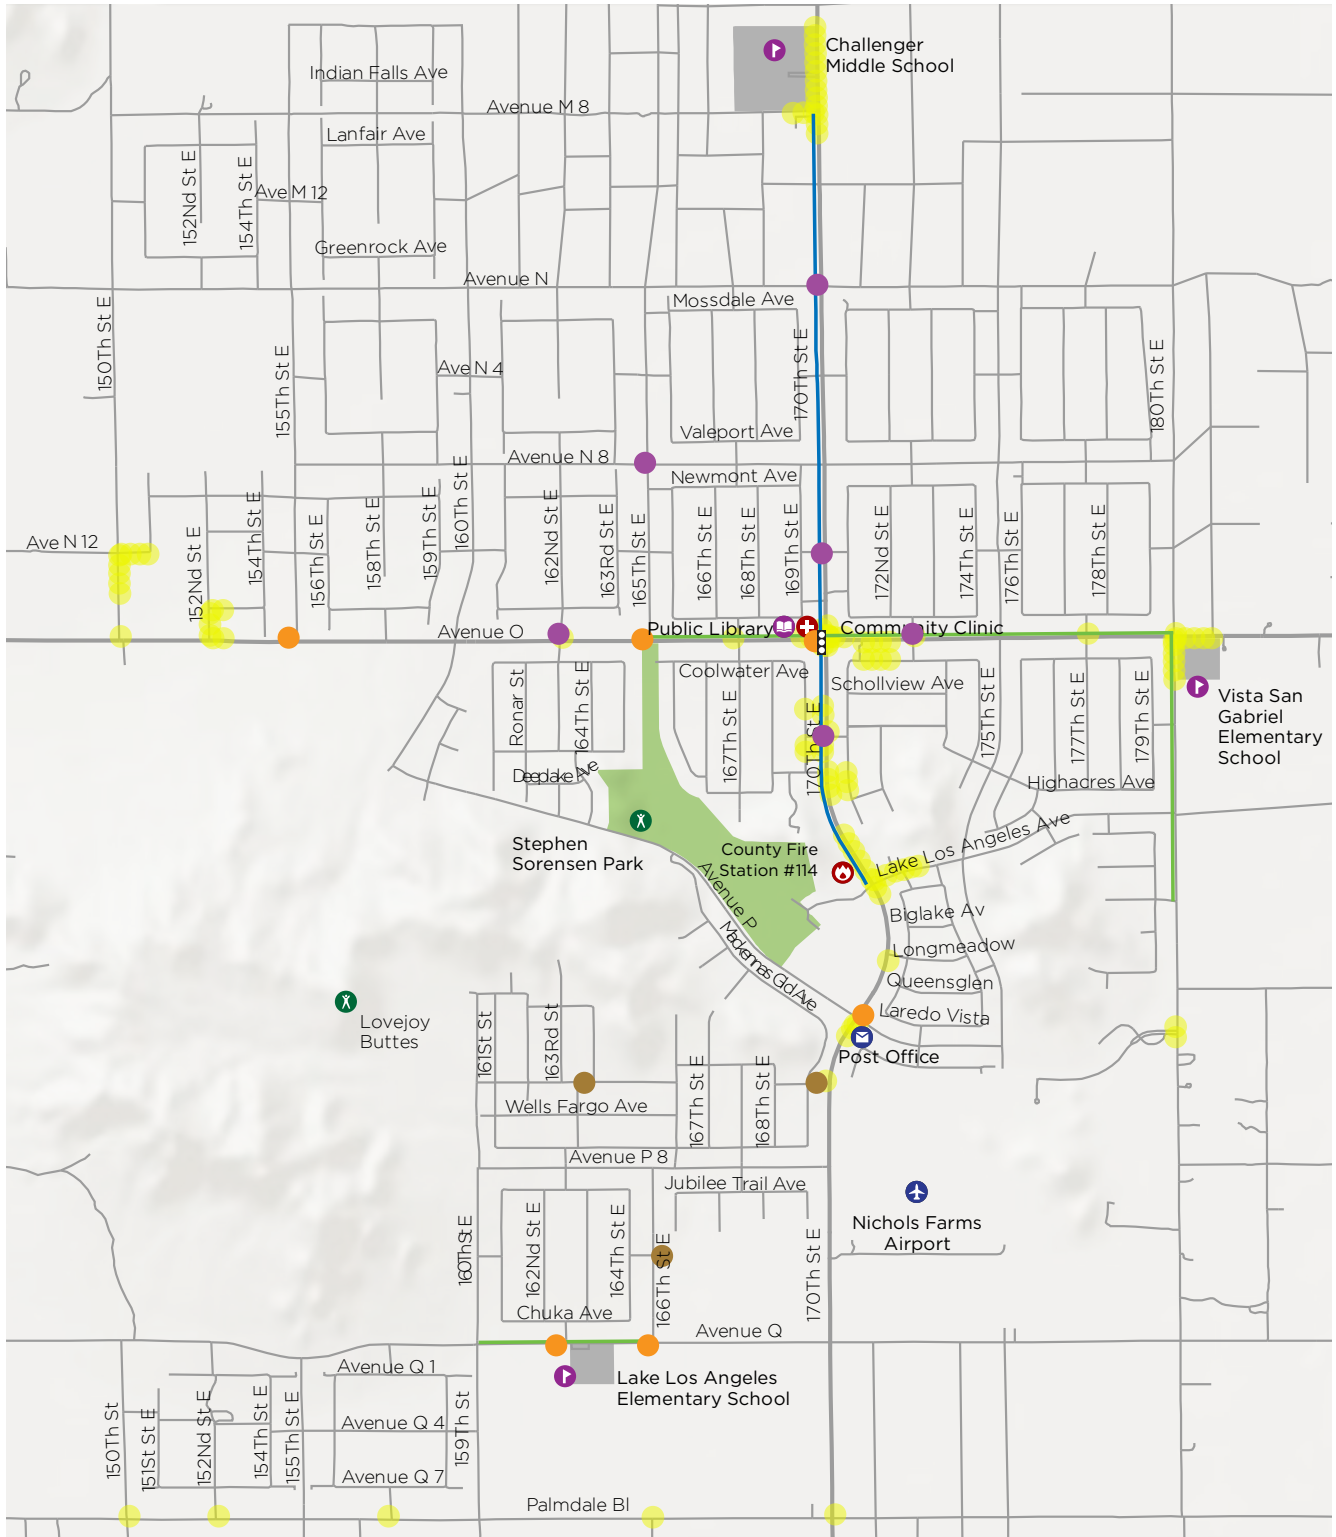 Challenger
Middle School
Indian Falls Ave
Avenue M 8
Lanfair Ave
152Nd St E
154Th St E
Ave M 12
Greenrock Ave
Avenue N
Mossdale Ave
150Th St E
155Th St E
Ave N 4
170Th St E
180Th St E
Valeport Ave
Avenue N 8
Newmont Ave
160Th St E
Ave N 12
152Nd St E
154Th St E
156Th St E
158Th St E
159Th St E
162Nd St E
163Rd St E
165Th St E
166Th St E
168Th St E
169Th St E
172Nd St E
174Th St E
176Th St E
178Th St E
Avenue O
Public Library
Community Clinic
Coolwater Ave
Schollview Ave
Ronar St
164Th St E
167Th St E
170Th St E
175Th St E
177Th St E
179Th St E
Vista San
Gabriel
Elementary
School
Deeplake Ave
Highacres Ave
Stephen
Sorensen Park
County Fire
Station #114
Lake Los Angeles Ave
Avenue P
Biglake Av
Mackennas Gld Ave
Longmeadow
Queensglen
Lovejoy
Buttes
Laredo Vista
Post Office
161St St E
163Rd St
Wells Fargo Ave
167Th St E
168Th St E
Avenue P 8
Jubilee Trail Ave
Nichols Farms
Airport
160Th St E
162Nd St E
164Th St E
166Th St E
170Th St E
Chuka Ave
Avenue Q
Avenue Q 1
Lake Los Angeles
Elementary School
150Th St
151St St E
152Nd St E
154Th St E
155Th St E
159Th St
Avenue Q 4
Avenue Q 7
Palmdale Bl